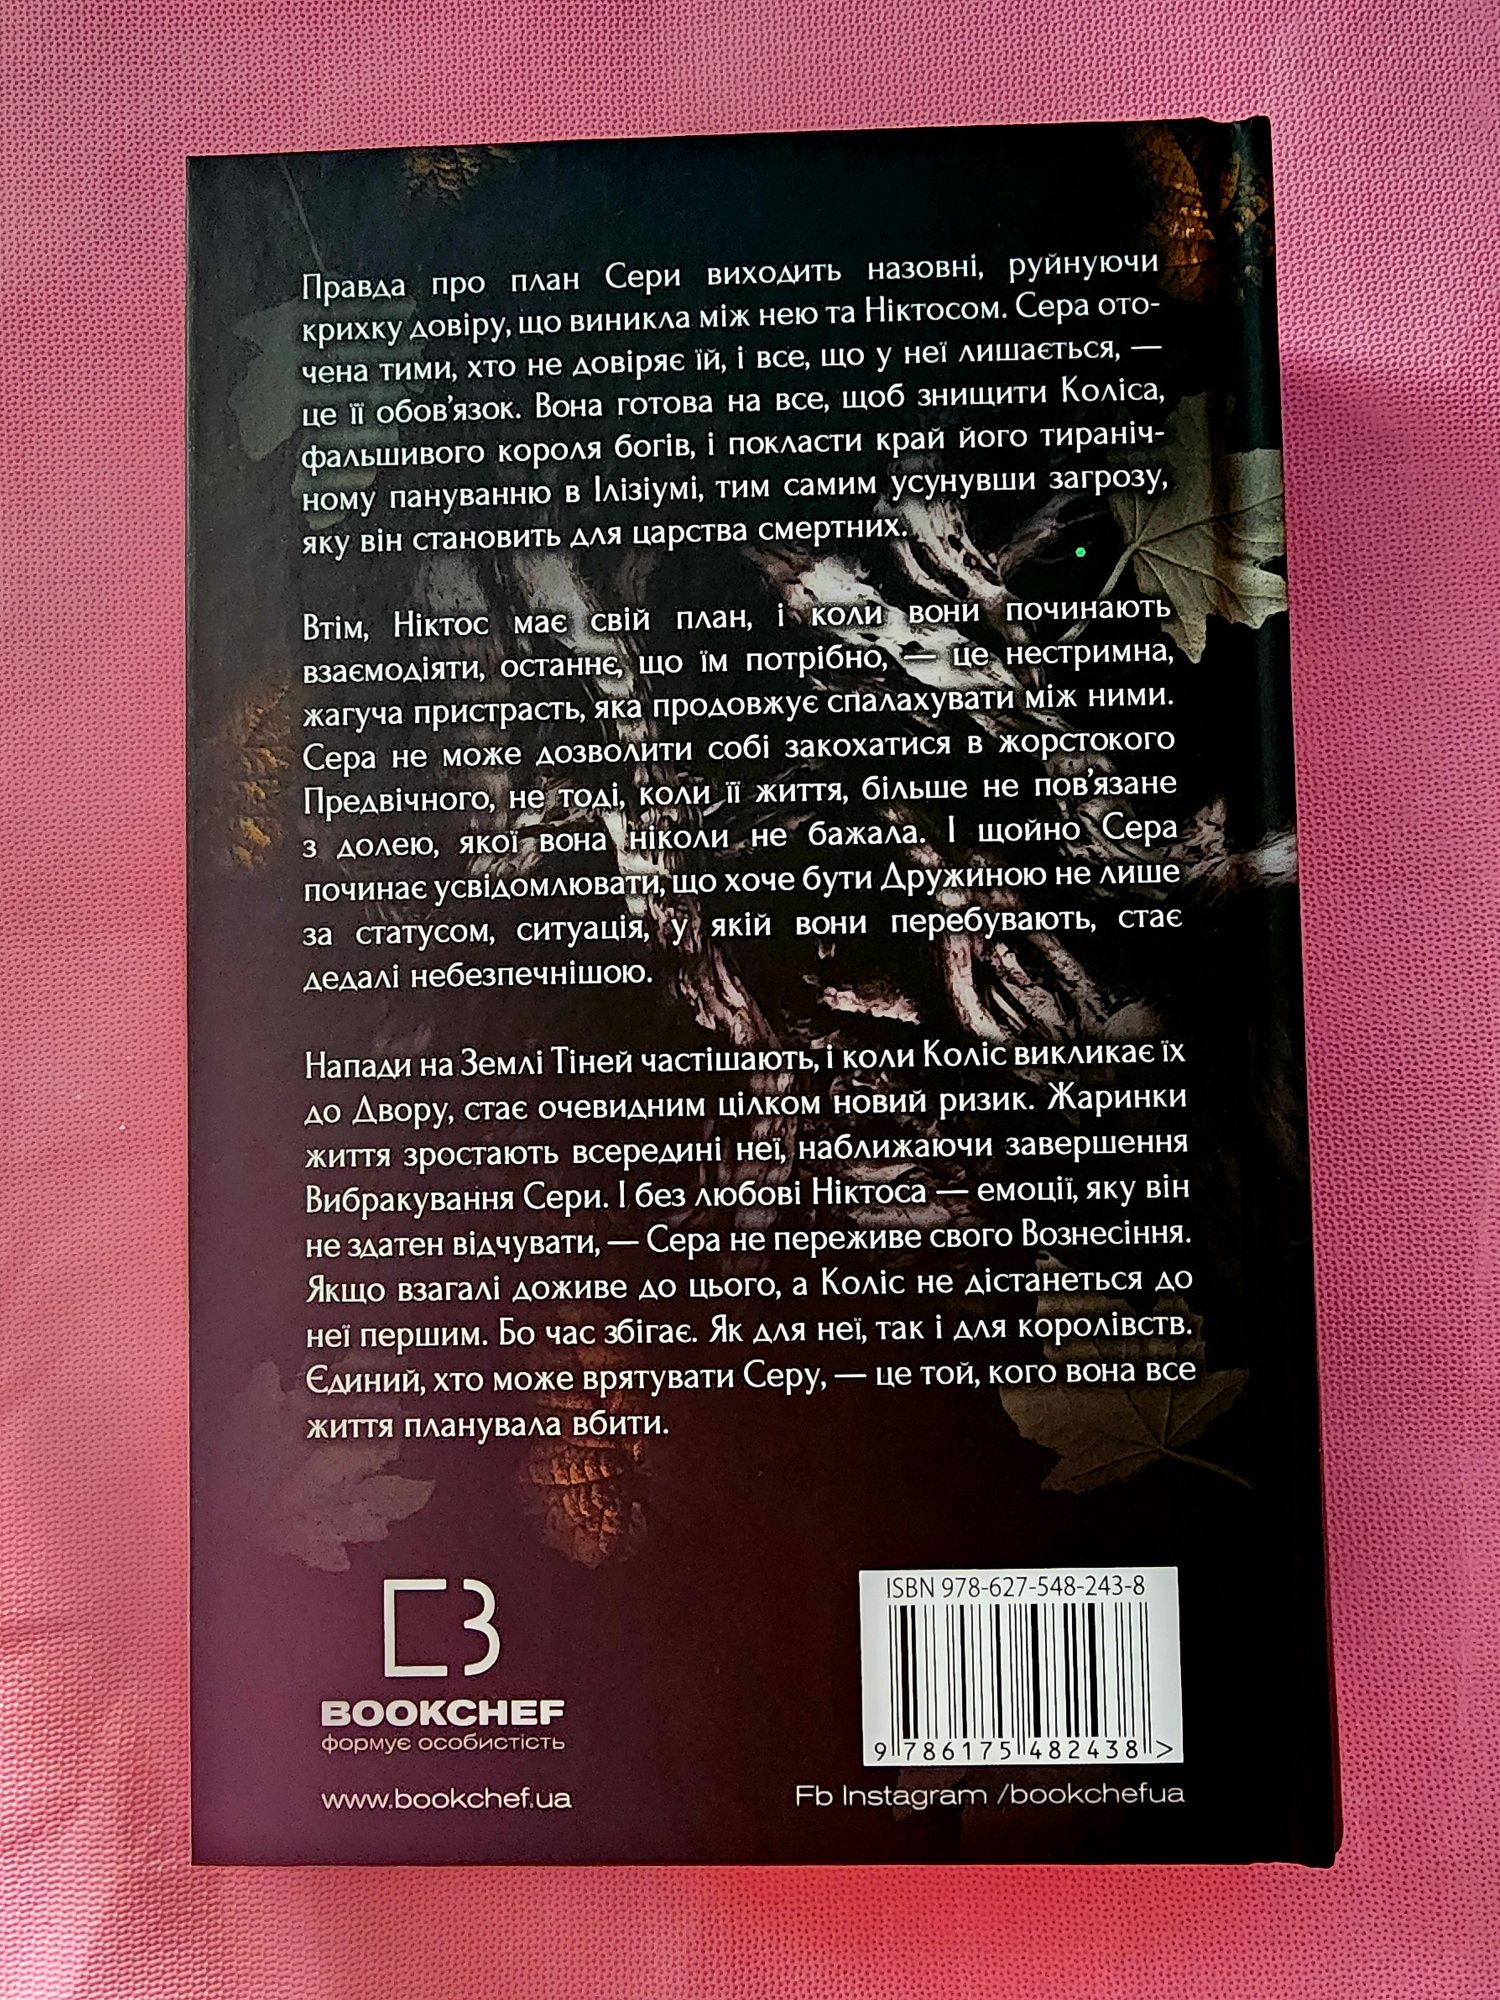 Правда про план Сери виходить назовні, руйнуючи
крихку довіру, що виникла між нею та Ніктосом. Сера ото-
чена тими, хто не довіряє їй, і все, що у неї лишається, —
це її обов'язок. Вона готова на все, щоб знищити Коліса,
фальшивого короля богів, і покласти край його тираніч-
ному пануванню в Ілізіумі, тим самим усунувши загрозу,
яку він становить для царства смертних.
Втім, Ніктос має свій план, і коли вони починають
взаємодіяти, останнє, що їм потрібно, — це нестримна,
жагуча пристрасть, яка продовжує спалахувати між ними.
Сера не може дозволити собі закохатися в жорстокого
Предвічного, не тоді, коли її життя, більше не пов'язане
з долею, якої вона ніколи не бажала. І щойно Сера
починає усвідомлювати, що хоче бути Дружиною не лише
за статусом, ситуація, у якій вони перебувають, стає
дедалі небезпечнішою.
Напади на Землі Тіней частішають, і коли Коліс викликає їх
до Двору, стає очевидним цілком новий ризик. Жаринки
життя зростають всередині неї, наближаючи завершення
Вибракування Сери. І без любові Ніктоса — емоції, яку він
не здатен відчувати, — Сера не переживе свого Вознесіння.
Якщо взагалі доживе до цього, а Коліс не дістанеться до
неї першим. Бо час збігає. Як для неї, так і для королівств.
Єдиний, хто може врятувати Серу, — це той, кого вона все
життя планувала вбити.
BOOKCHEF
формує особистість
www.bookchef.ua
ISBN 978-627-548-243-8
9 786175 482438 >
Fb Instagram /bookchefua